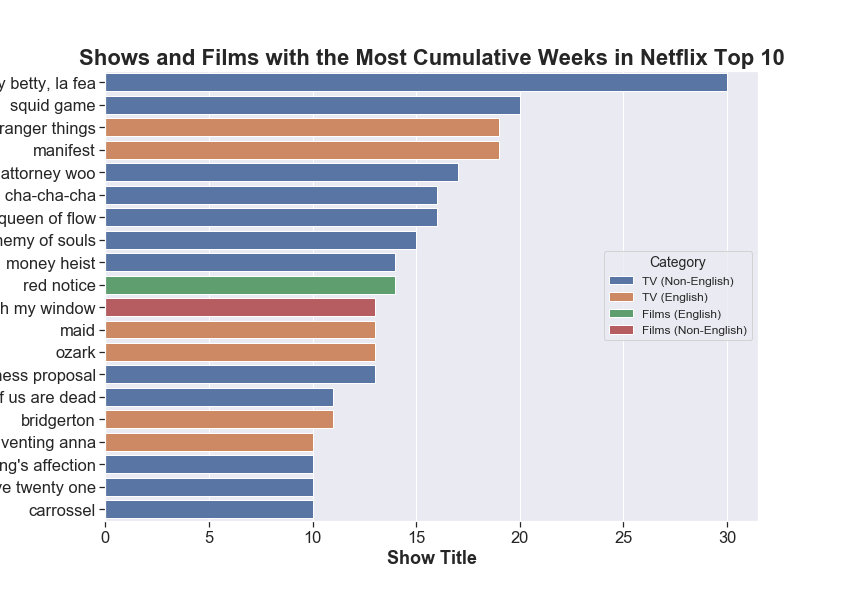 Shows and Films with the Most Cumulative Weeks in Netflix Top 10
y betty, la fea
squid game
ranger things
manifest
attorney woo
cha-cha-cha
queen of flow
nemy of souls
money heist
red notice
h my window
maid
ozark
ness proposal
f us are dead
bridgerton
venting anna
ng's affection
ve twenty one
carrossel
Category
TV (Non-English)
TV (English)
Films (English)
Films (Non-English)
0 5 10 15 20 25 30
Show Title